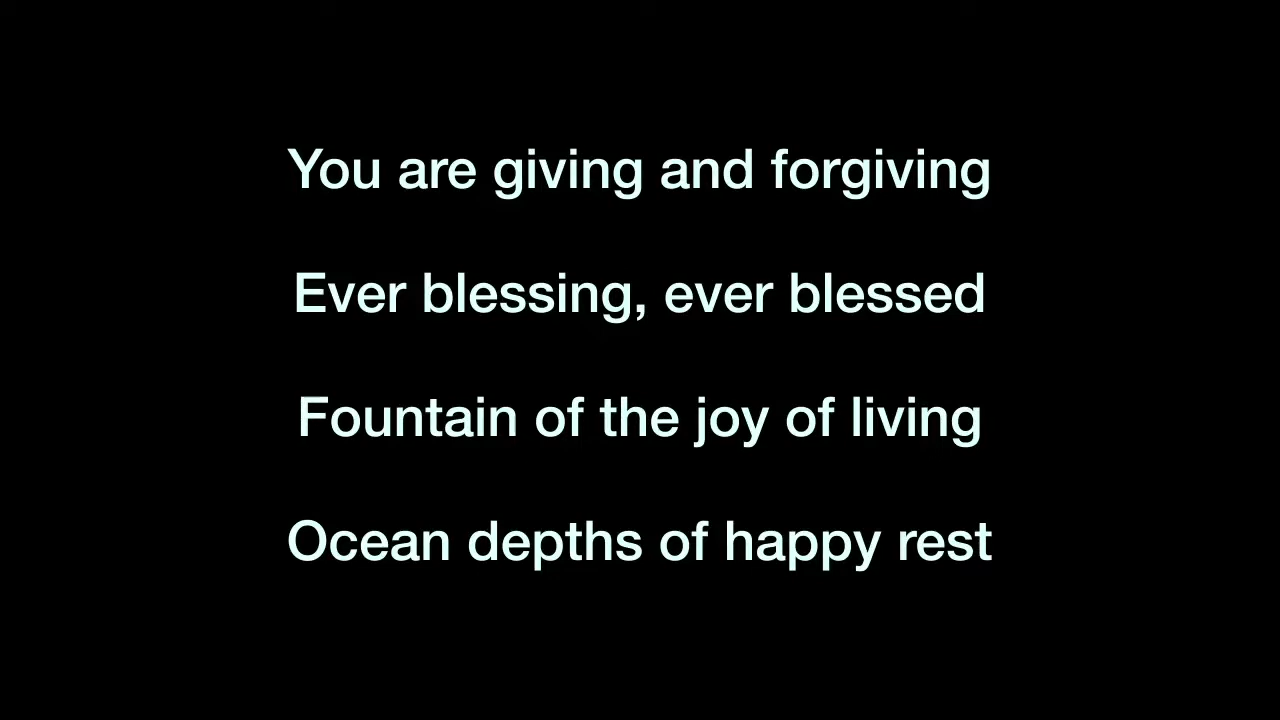 You are giving and forgiving
Ever blessing, ever blessed
Fountain of the joy of living
Ocean depths of happy rest